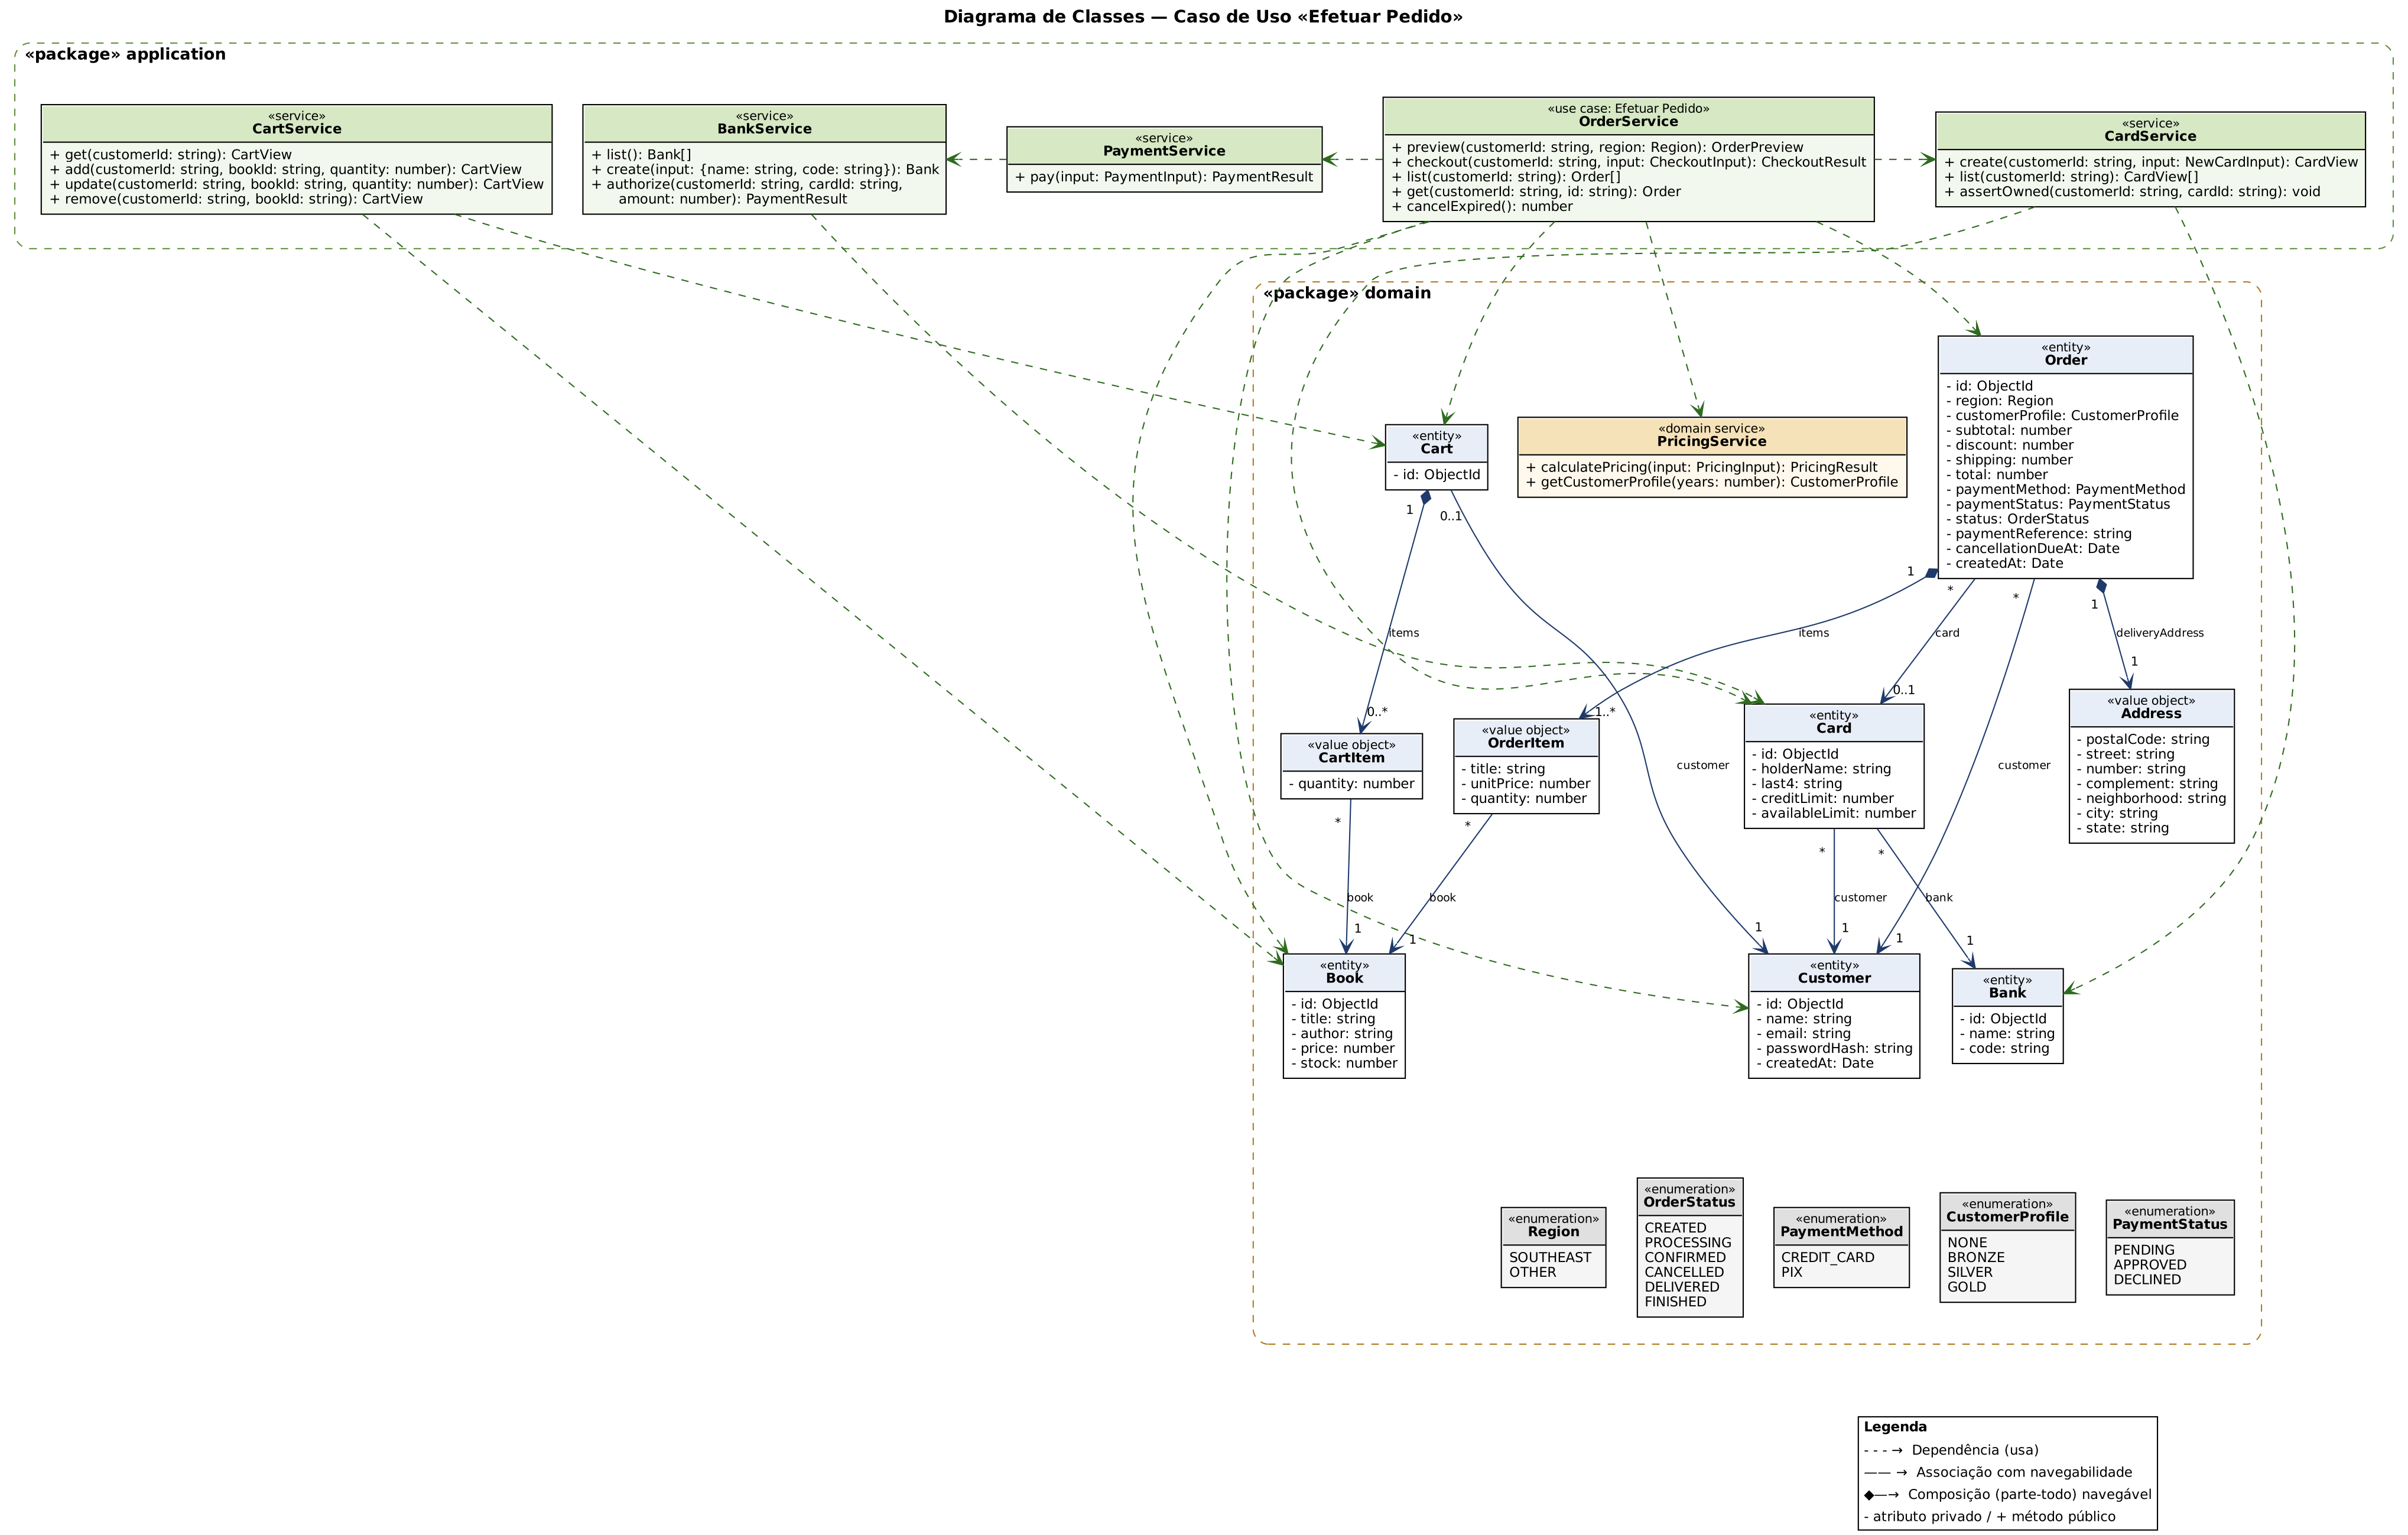 Diagrama de Classes — Caso de Uso «Efetuar Pedido»
«package» application
«service»
CartService
+ get(customerId: string): CartView
+ add(customerId: string, bookId: string, quantity: number): CartView
+ update(customerId: string, bookId: string, quantity: number): CartView
+ remove(customerId: string, bookId: string): CartView
«service»
BankService
+ list(): Bank[]
+ create(input: {name: string, code: string}): Bank
+ authorize(customerId: string, cardId: string,
amount: number): PaymentResult
«service»
PaymentService
+ pay(input: PaymentInput): PaymentResult
«use case: Efetuar Pedido»
OrderService
+ preview(customerId: string, region: Region): OrderPreview
+ checkout(customerId: string, input: CheckoutInput): CheckoutResult
+ list(customerId: string): Order[]
+ get(customerId: string, id: string): Order
+ cancelExpired(): number
«service»
CardService
+ create(customerId: string, input: NewCardInput): CardView
+ list(customerId: string): CardView[]
+ assertOwned(customerId: string, cardId: string): void
«package» domain
«entity»
Order
- id: ObjectId
- region: Region
- customerProfile: CustomerProfile
- subtotal: number
- discount: number
- shipping: number
- total: number
- paymentMethod: PaymentMethod
- paymentStatus: PaymentStatus
- status: OrderStatus
- paymentReference: string
- cancellationDueAt: Date
- createdAt: Date
«entity»
Cart
- id: ObjectId
«domain service»
PricingService
+ calculatePricing(input: PricingInput): PricingResult
+ getCustomerProfile(years: number): CustomerProfile
1
0..1
1
*
*
1
items
items
card
deliveryAddress
1
0..*
1..*
0..1
«value object»
CartItem
- quantity: number
«value object»
OrderItem
- title: string
- unitPrice: number
- quantity: number
«entity»
Card
- id: ObjectId
- holderName: string
- last4: string
- creditLimit: number
- availableLimit: number
«value object»
Address
- postalCode: string
- street: string
- number: string
- complement: string
- neighborhood: string
- city: string
- state: string
customer
customer
*
*
*
*
book
book
customer
bank
1
1
1
1
1
1
«entity»
Book
- id: ObjectId
- title: string
- author: string
- price: number
- stock: number
«entity»
Customer
- id: ObjectId
- name: string
- email: string
- passwordHash: string
- createdAt: Date
«entity»
Bank
- id: ObjectId
- name: string
- code: string
«enumeration»
Region
SOUTHEAST
OTHER
«enumeration»
OrderStatus
CREATED
PROCESSING
CONFIRMED
CANCELLED
DELIVERED
FINISHED
«enumeration»
PaymentMethod
CREDIT_CARD
PIX
«enumeration»
CustomerProfile
NONE
BRONZE
SILVER
GOLD
«enumeration»
PaymentStatus
PENDING
APPROVED
DECLINED
Legenda
- - - → Dependência (usa)
—— → Associação com navegabilidade
◆—→ Composição (parte-todo) navegável
- atributo privado / + método público